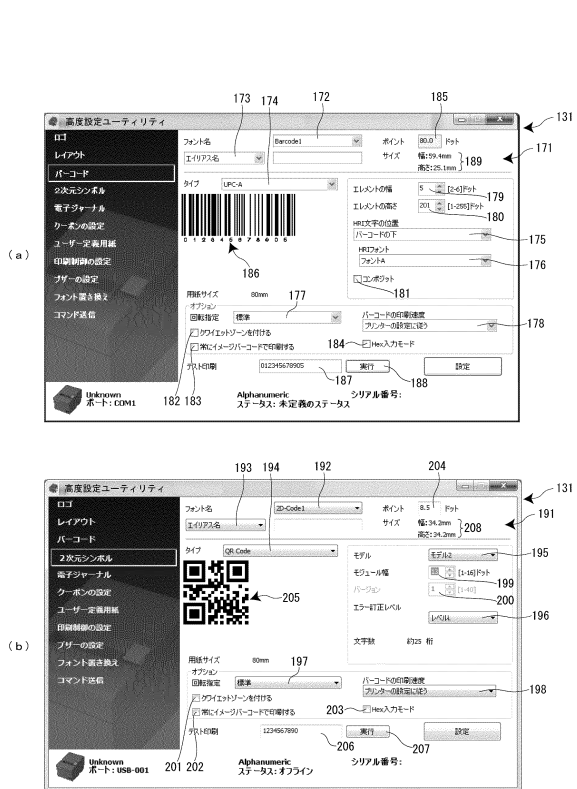 173 174 172 185
高度設定ユーティリティ
131
171
ロゴ
レイアウト
バーコード
2次元シンボル
電子ジャーナル
クーポンの設定
ユーザー定義用紙
印刷制御の設定
ブザーの設定
フォント置き換え
コマンド送信
フォント名 Barcode1 ポイント 80.0 ドット
エイリアス名 サイズ 幅:59.4mm
高さ:25.1mm 189
タイプ UPC-A
エレメントの幅 5 [2-6]ドット
179
エレメントの高さ 201 [1-255]ドット
180
HRI文字の位置
バーコードの下 175
HRIフォント
フォントA 176
コンポジット
181
0 1 2 3 4 5 6 7 8 9 0 5
186
(a)
用紙サイズ 80mm
177
オプション
回転指定 標準
クワイエットゾーンを付ける
常にイメージバーコードで印刷する
バーコードの印刷速度
プリンターの設定に従う 178
184 Hex入力モード
テスト印刷 012345678905 実行 設定
182 183 187 188
Unknown
ポート: COM1
Alphanumeric
ステータス: 未定義のステータス
シリアル番号:
193 194 192 204
高度設定ユーティリティ
131
191
ロゴ
レイアウト
バーコード
2次元シンボル
電子ジャーナル
クーポンの設定
ユーザー定義用紙
印刷制御の設定
ブザーの設定
フォント置き換え
コマンド送信
フォント名 2D-Code1 ポイント 8.5 ドット
エイリアス名 サイズ 幅:34.2mm
高さ:34.2mm 208
タイプ QR Code
モデル モデル2 195
モジュール幅 [1-16]ドット
199
バージョン 1 [1-40]
200
エラー訂正レベル
レベルL 196
文字数 約25 桁
205
(b)
用紙サイズ 80mm
197
オプション
回転指定 標準
クワイエットゾーンを付ける
常にイメージバーコードで印刷する
バーコードの印刷速度
プリンターの設定に従う 198
203 Hex入力モード
テスト印刷 1234567890 実行 設定
201 202 206 207
Unknown
ポート: USB-001
Alphanumeric
ステータス: オフライン
シリアル番号: